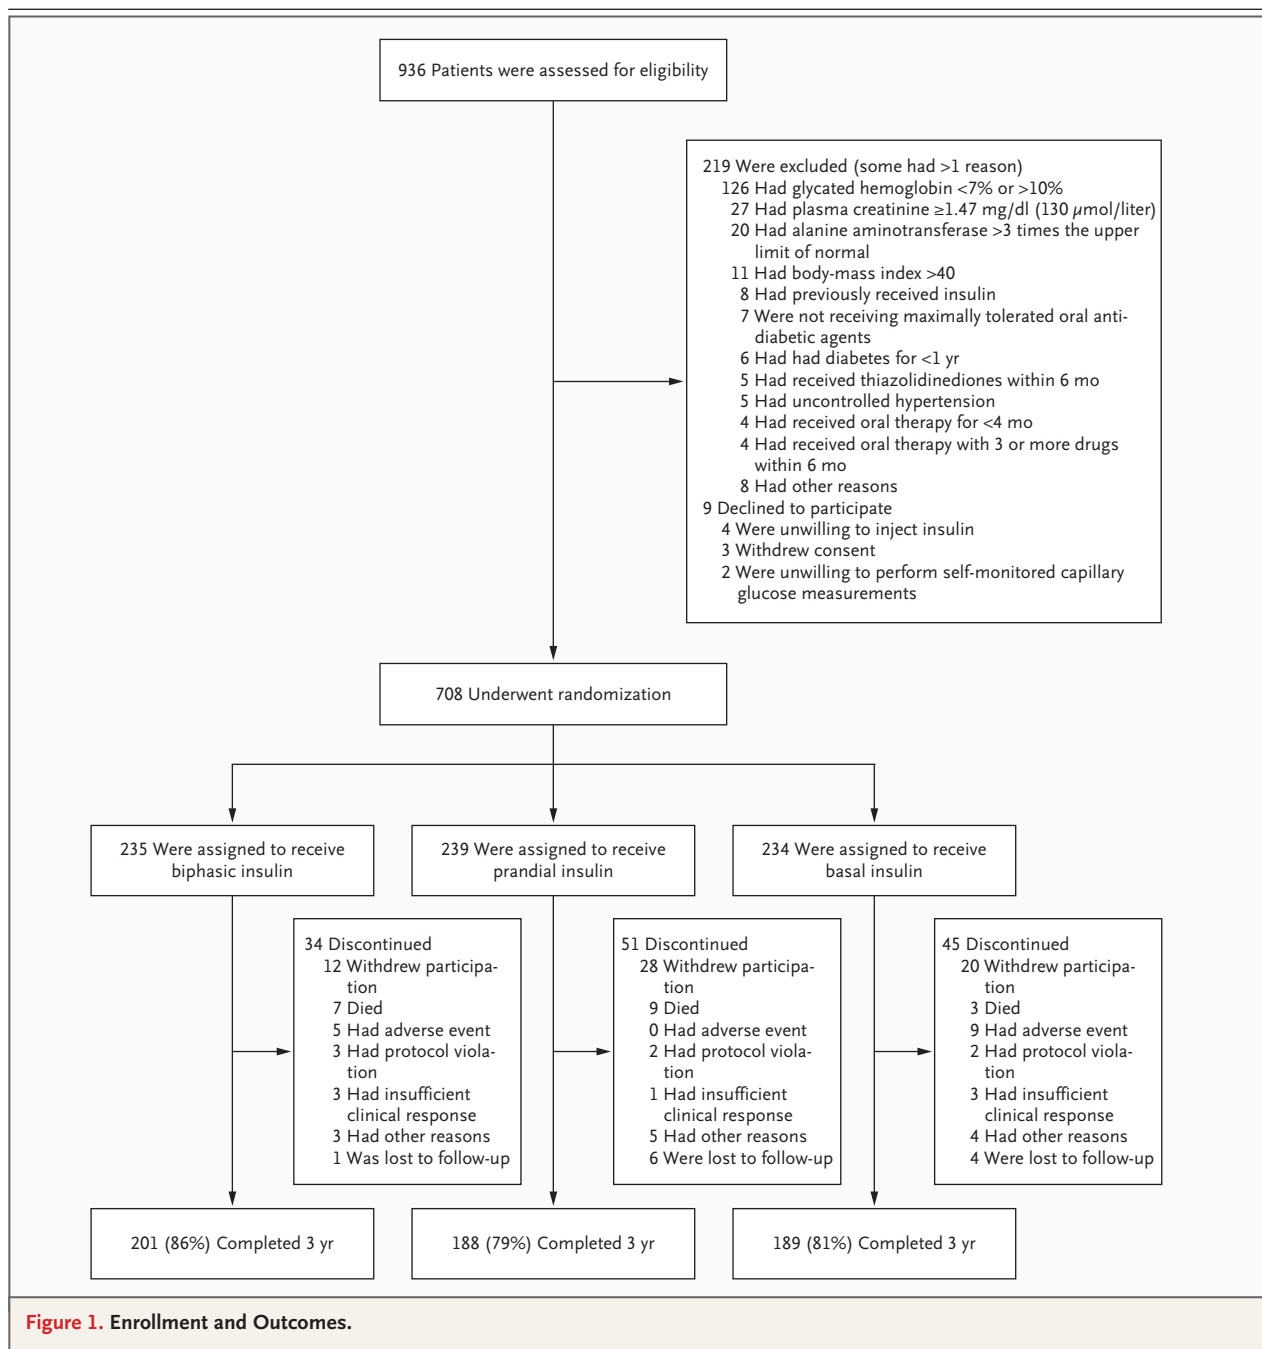 936 Patients were assessed for eligibility
219 Were excluded (some had >1 reason)
126 Had glycated hemoglobin <7% or >10%
27 Had plasma creatinine ≥1.47 mg/dl (130 µmol/liter)
20 Had alanine aminotransferase >3 times the upper
limit of normal
11 Had body-mass index >40
8 Had previously received insulin
7 Were not receiving maximally tolerated oral anti-
diabetic agents
6 Had had diabetes for <1 yr
5 Had received thiazolidinediones within 6 mo
5 Had uncontrolled hypertension
4 Had received oral therapy for <4 mo
4 Had received oral therapy with 3 or more drugs
within 6 mo
8 Had other reasons
9 Declined to participate
4 Were unwilling to inject insulin
3 Withdrew consent
2 Were unwilling to perform self-monitored capillary
glucose measurements
708 Underwent randomization
235 Were assigned to receive
biphasic insulin
239 Were assigned to receive
prandial insulin
234 Were assigned to receive
basal insulin
34 Discontinued
12 Withdrew participa-
tion
7 Died
5 Had adverse event
3 Had protocol viola-
tion
3 Had insufficient
clinical response
3 Had other reasons
1 Was lost to follow-up
51 Discontinued
28 Withdrew participa-
tion
9 Died
0 Had adverse event
2 Had protocol viola-
tion
1 Had insufficient
clinical response
5 Had other reasons
6 Were lost to follow-up
45 Discontinued
20 Withdrew participa-
tion
3 Died
9 Had adverse event
2 Had protocol viola-
tion
3 Had insufficient
clinical response
4 Had other reasons
4 Were lost to follow-up
201 (86%) Completed 3 yr
188 (79%) Completed 3 yr
189 (81%) Completed 3 yr
Figure 1. Enrollment and Outcomes.